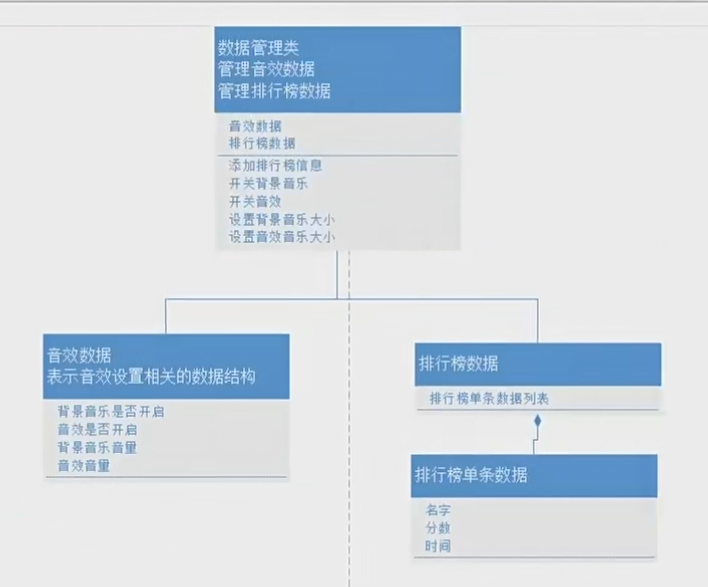 数据管理类
管理音效数据
管理排行榜数据
音效数据
排行榜数据
添加排行榜信息
开关背景音乐
开关音效
设置背景音乐大小
设置音效音乐大小
音效数据
表示音效设置相关的数据结构
背景音乐是否开启
音效是否开启
背景音乐音量
音效音量
排行榜数据
排行榜单条数据列表
排行榜单条数据
名字
分数
时间